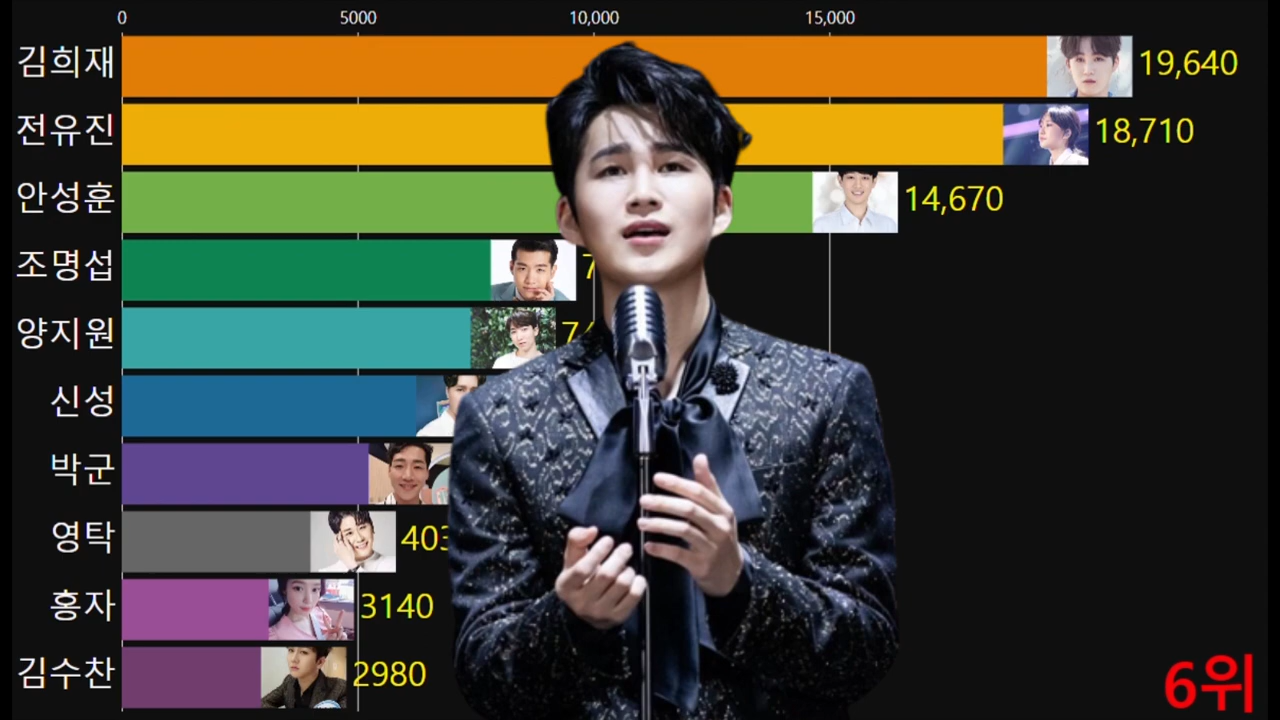 0 5000 10,000 15,000
김희재 19,640
전유진 18,710
안성훈 14,670
조명섭
양지원
신성
박군
영탁
홍자 3140
김수찬 2980
6위